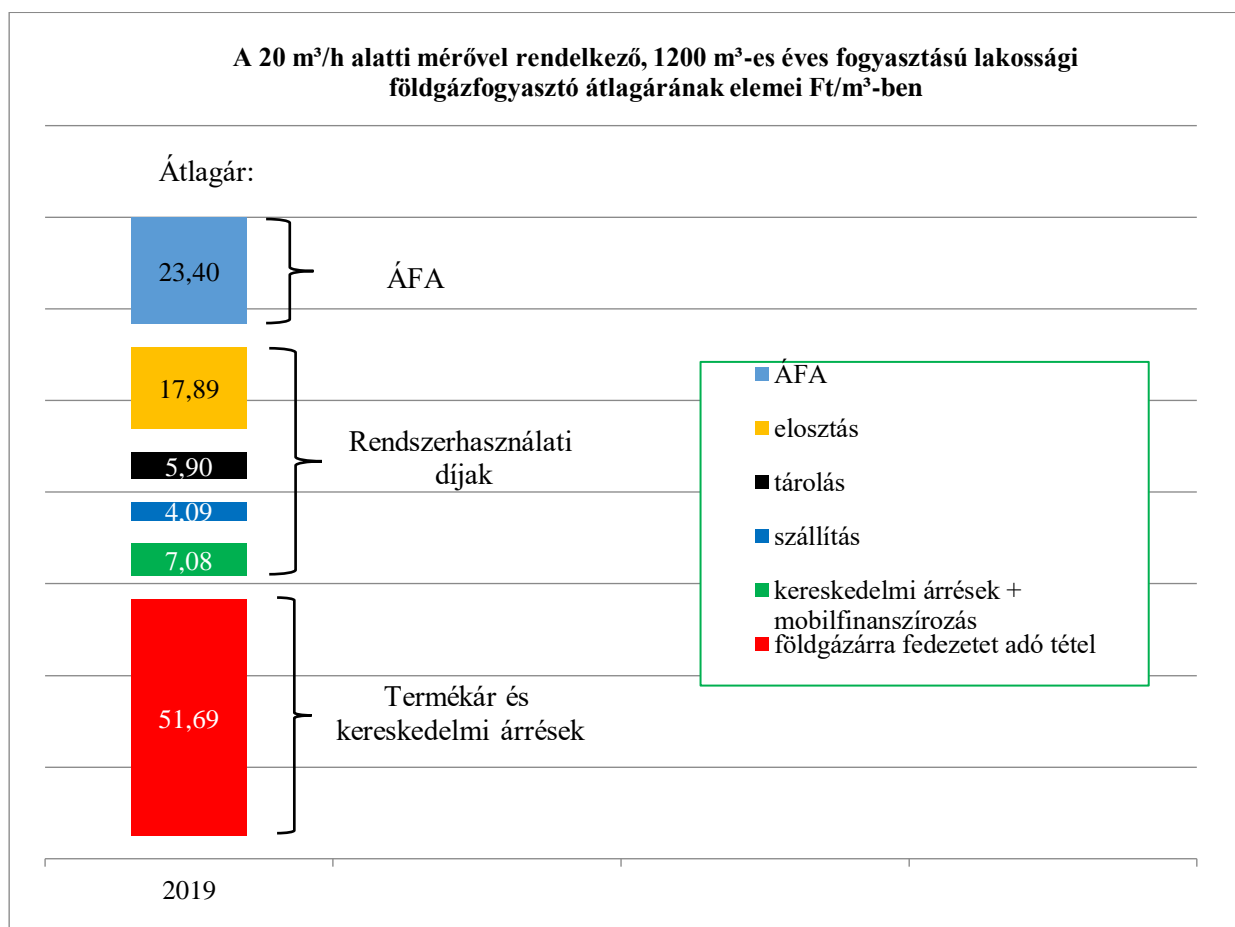 A 20 m³/h alatti mérővel rendelkező, 1200 m³-es éves fogyasztású lakossági
földgázfogyasztó átlagárának elemei Ft/m³-ben
Átlagár:
23,40
ÁFA
17,89
5,90
4,09
7,08
Rendszerhasználati
díjak
51,69
Termékár és
kereskedelmi árrések
2019
ÁFA
elosztás
tárolás
szállítás
kereskedelmi árrések +
mobilfinanszírozás
földgázárra fedezetet adó tétel